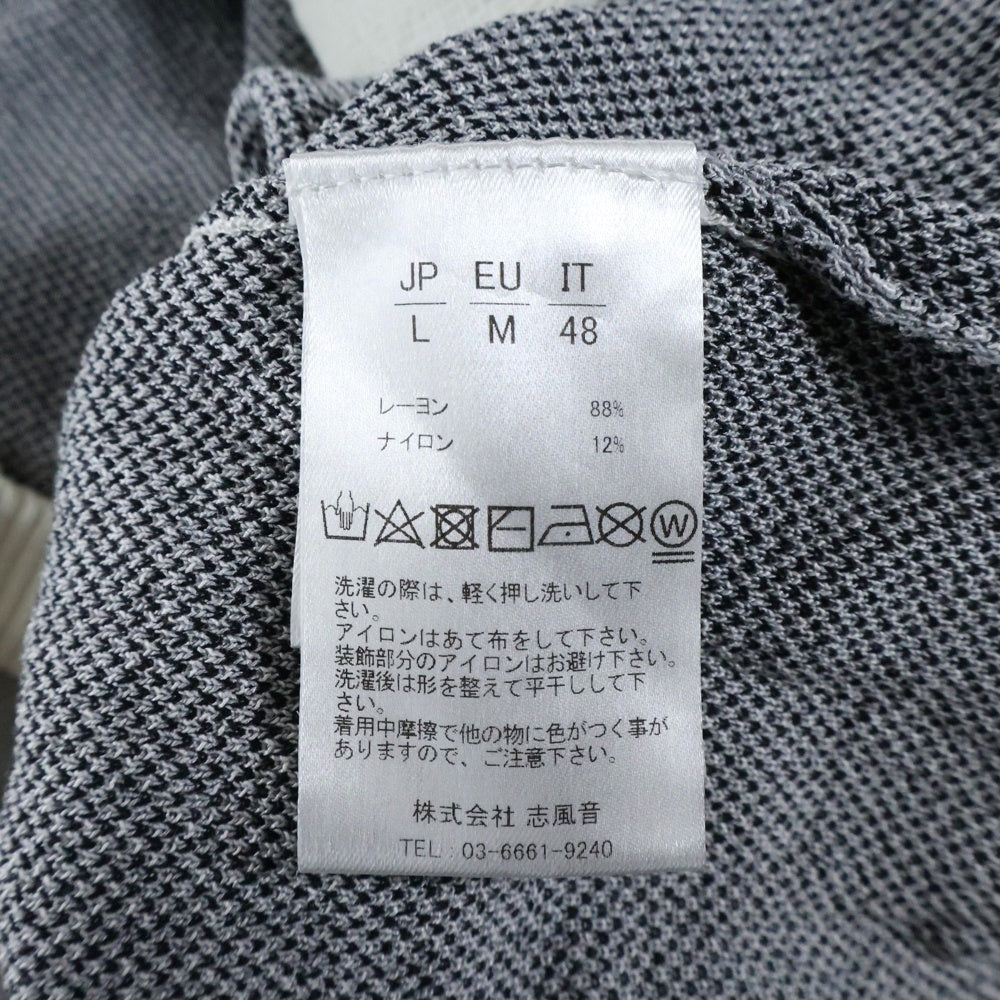 JP EU IT
L M 48
レーヨン 88%
ナイロン 12%
W
洗濯の際は、軽く押し洗いして下
さい。
アイロンはあて布をして下さい。
装飾部分のアイロンはお避け下さい。
洗濯後は形を整えて平干しして下
さい。
着用中摩擦で他の物に色がつく事が
ありますので、ご注意下さい。
株式会社 志風音
TEL : 03-6661-9240